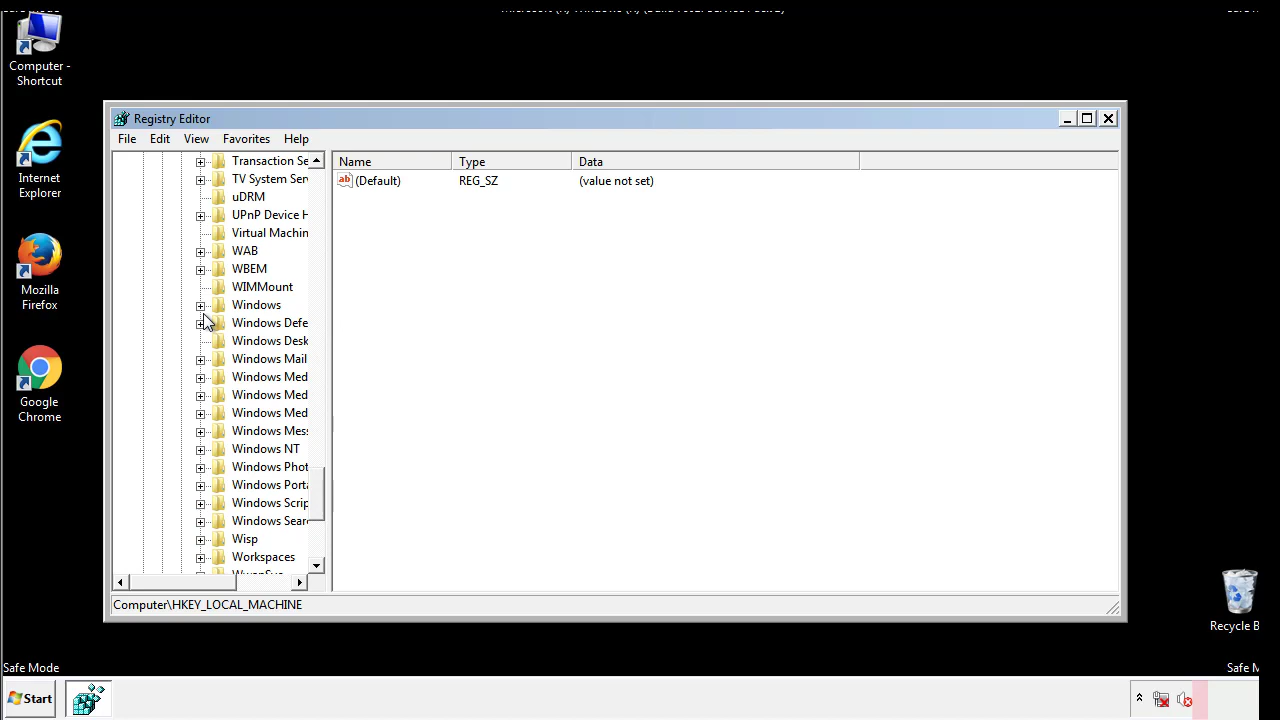 Computer -
Shortcut
Internet
Explorer
Mozilla
Firefox
Google
Chrome
Registry Editor
File Edit View Favorites Help
Transaction Se
TV System Serv
uDRM
UPnP Device H
Virtual Machin
WAB
WBEM
WIMMount
Windows
Windows Defe
Windows Desk
Windows Mail
Windows Med
Windows Med
Windows Med
Windows Mess
Windows NT
Windows Phot
Windows Porta
Windows Scrip
Windows Sear
Wisp
Workspaces
Name Type Data
ab (Default) REG_SZ (value not set)
Computer\HKEY_LOCAL_MACHINE
Recycle B
Safe Mode
Safe M
Start